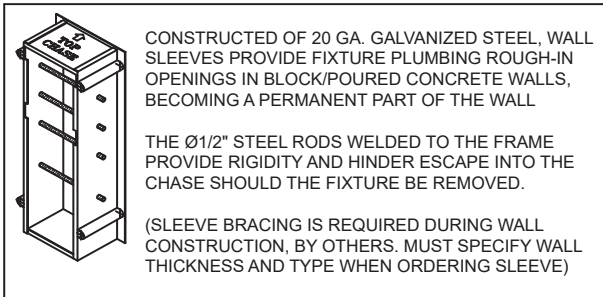 TOP
CHASE
CONSTRUCTED OF 20 GA. GALVANIZED STEEL, WALL
SLEEVES PROVIDE FIXTURE PLUMBING ROUGH-IN
OPENINGS IN BLOCK/POURED CONCRETE WALLS,
BECOMING A PERMANENT PART OF THE WALL
THE Ø1/2" STEEL RODS WELDED TO THE FRAME
PROVIDE RIGIDITY AND HINDER ESCAPE INTO THE
CHASE SHOULD THE FIXTURE BE REMOVED.
(SLEEVE BRACING IS REQUIRED DURING WALL
CONSTRUCTION, BY OTHERS. MUST SPECIFY WALL
THICKNESS AND TYPE WHEN ORDERING SLEEVE)